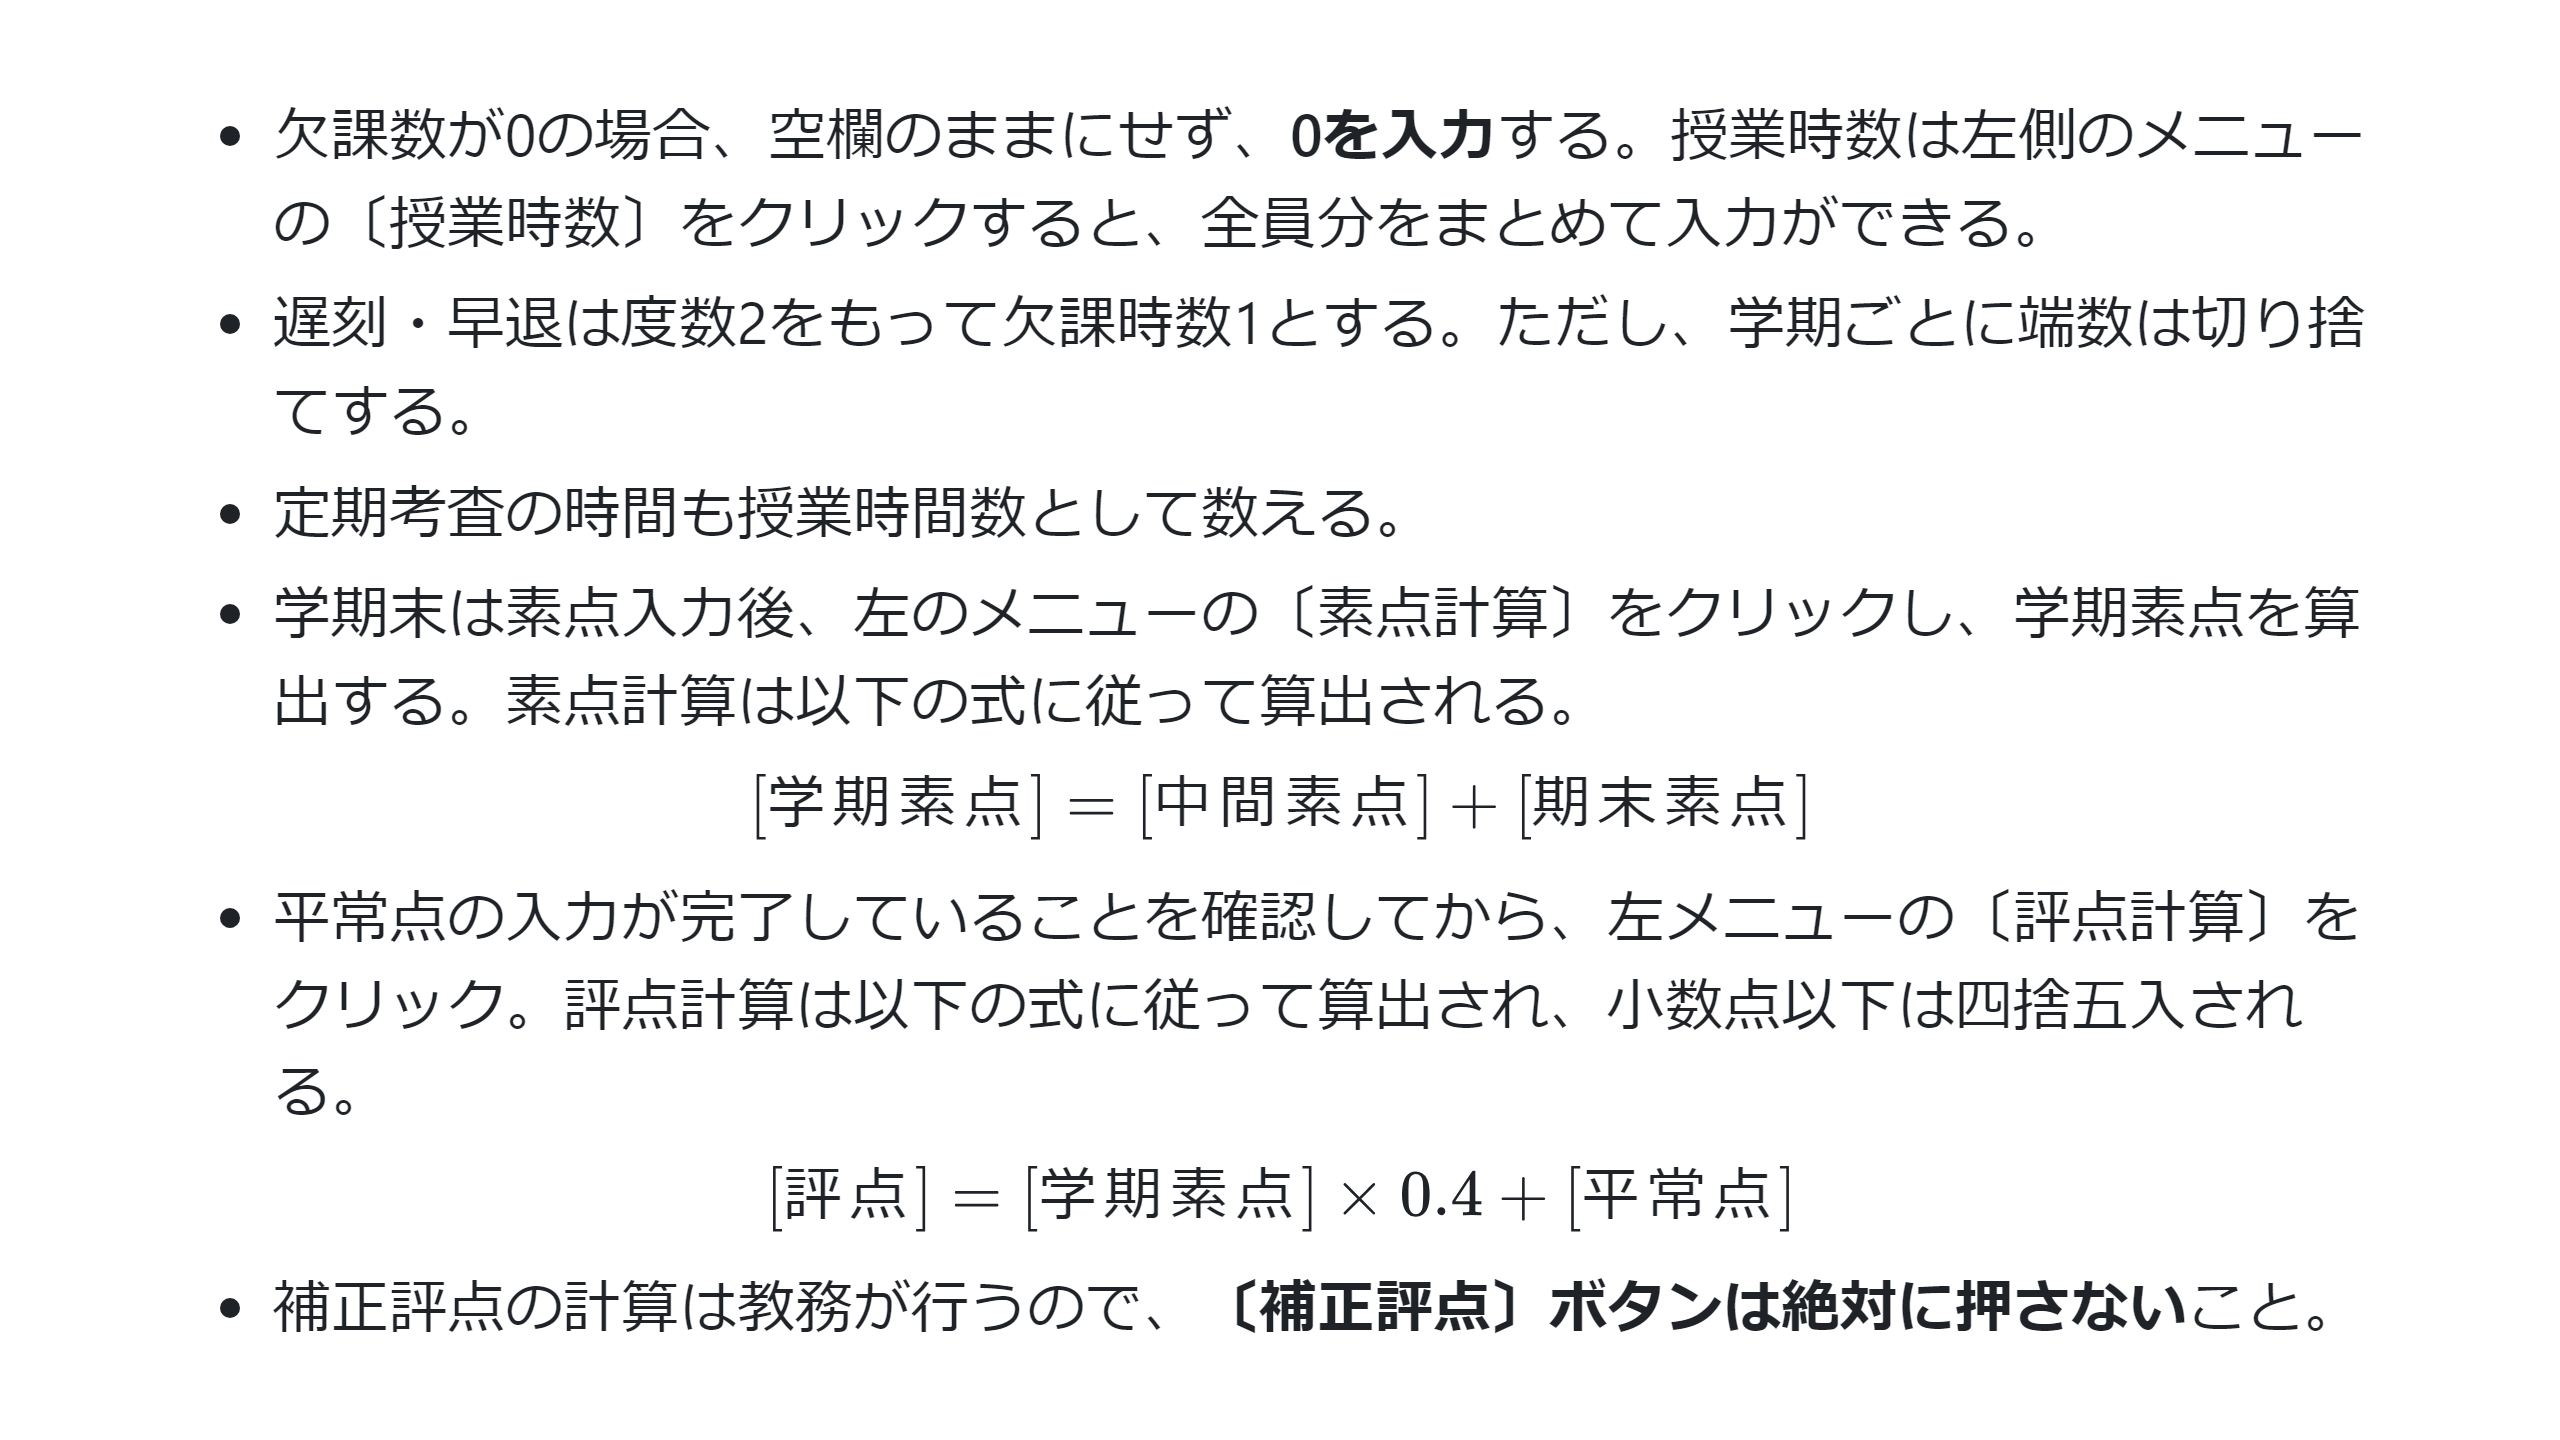 欠課数が0の場合、空欄のままにせず、0を入力する。授業時数は左側のメニュー
の〔授業時数〕をクリックすると、全員分をまとめて入力ができる。
遅刻・早退は度数2をもって欠課時数1とする。ただし、学期ごとに端数は切り捨
てする。
定期考査の時間も授業時間数として数える。
学期末は素点入力後、左のメニューの〔素点計算〕をクリックし、学期素点を算
出する。素点計算は以下の式に従って算出される。
[学期素点] = [中間素点] + [期末素点]
平常点の入力が完了していることを確認してから、左メニューの〔評点計算〕を
クリック。評点計算は以下の式に従って算出され、小数点以下は四捨五入され
る。
[評点] = [学期素点] × 0.4 + [平常点]
補正評点の計算は教務が行うので、〔補正評点〕ボタンは絶対に押さないこと。